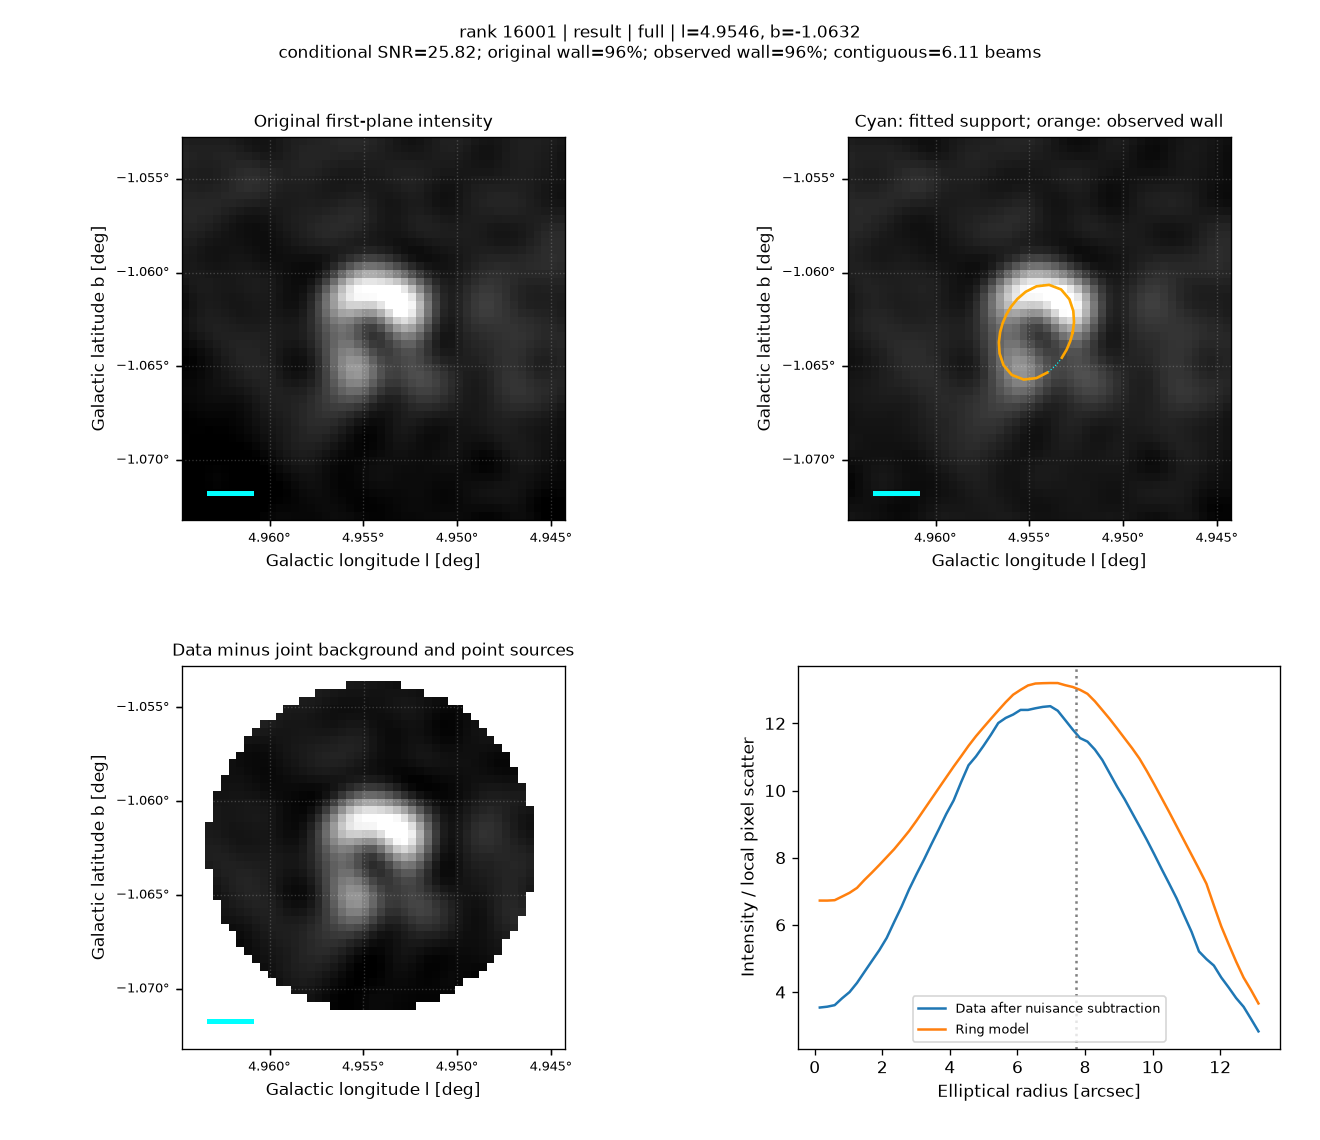 rank 16001 | result | full | l=4.9546, b=-1.0632
conditional SNR=25.82; original wall=96%; observed wall=96%; contiguous=6.11 beams
Original first-plane intensity
−1.055°
−1.060°
−1.065°
−1.070°
Galactic latitude b [deg]
4.960° 4.955° 4.950° 4.945°
Galactic longitude l [deg]
Cyan: fitted support; orange: observed wall
−1.055°
−1.060°
−1.065°
−1.070°
Galactic latitude b [deg]
4.960° 4.955° 4.950° 4.945°
Galactic longitude l [deg]
Data minus joint background and point sources
−1.055°
−1.060°
−1.065°
−1.070°
Galactic latitude b [deg]
4.960° 4.955° 4.950° 4.945°
Galactic longitude l [deg]
12
10
8
6
4
Intensity / local pixel scatter
Data after nuisance subtraction
Ring model
0 2 4 6 8 10 12
Elliptical radius [arcsec]